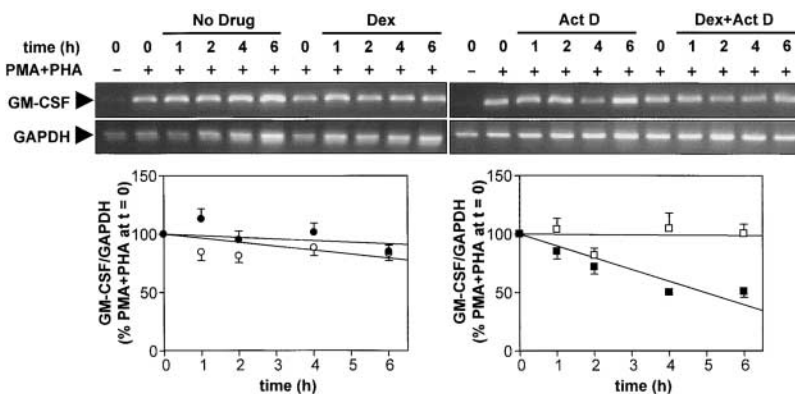 No Drug Dex Act D Dex+Act D
time (h) 0 0 1 2 4 6 0 1 2 4 6 0 0 1 2 4 6 0 1 2 4 6
PMA+PHA – + + + + + + + + + + – + + + + + + + + + +
GM-CSF
GAPDH
GM-CSF/GAPDH
(% PMA+PHA at t = 0)
150
100
50
0
0 1 2 3 4 5 6
time (h)
GM-CSF/GAPDH
(% PMA+PHA at t = 0)
150
100
50
0
0 1 2 3 4 5 6
time (h)